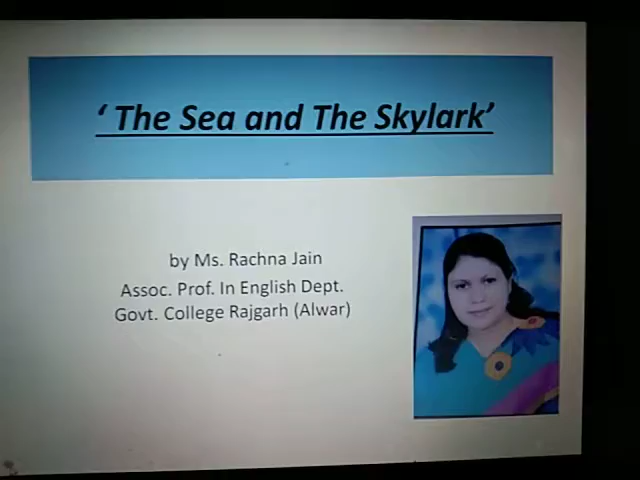 ‘ The Sea and The Skylark’
by Ms. Rachna Jain
Assoc. Prof. In English Dept.
Govt. College Rajgarh (Alwar)